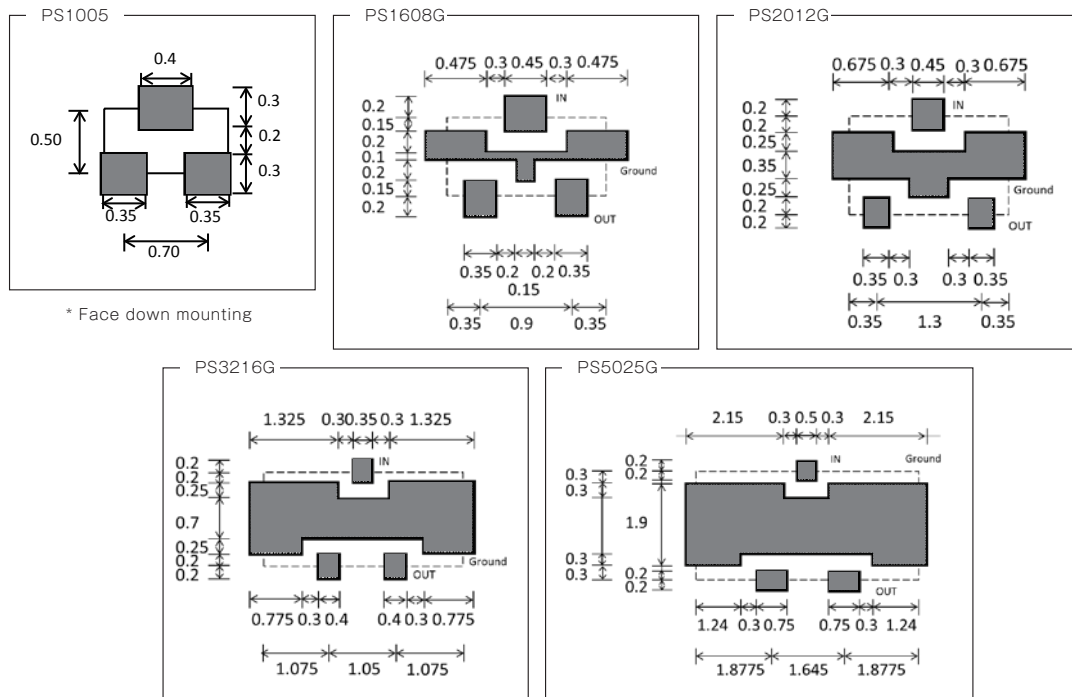 PS1005
0.4
0.50
0.3
0.2
0.3
0.35 0.35
0.70
* Face down mounting
PS1608G
0.475 0.3 0.45 0.3 0.475
IN
0.2
0.15
0.2
0.1
0.2
0.15
0.2
Ground
OUT
0.35 0.2 0.2 0.35
0.15
0.35 0.9 0.35
PS2012G
0.675 0.3 0.45 0.3 0.675
IN
0.2
0.2
0.25
0.35
0.25
0.2
0.2
Ground
OUT
0.35 0.3 0.3 0.35
0.35 1.3 0.35
PS3216G
1.325 0.30 0.35 0.3 1.325
IN
0.2
0.2
0.25
0.7
0.25
0.2
0.2
Ground
OUT
0.775 0.3 0.4 0.4 0.3 0.775
1.075 1.05 1.075
PS5025G
2.15 0.3 0.5 0.3 2.15
IN
Ground
0.3
0.3
0.2
0.2
1.9
0.3
0.3
0.2
0.2
OUT
1.24 0.3 0.75 0.75 0.3 1.24
1.8775 1.645 1.8775